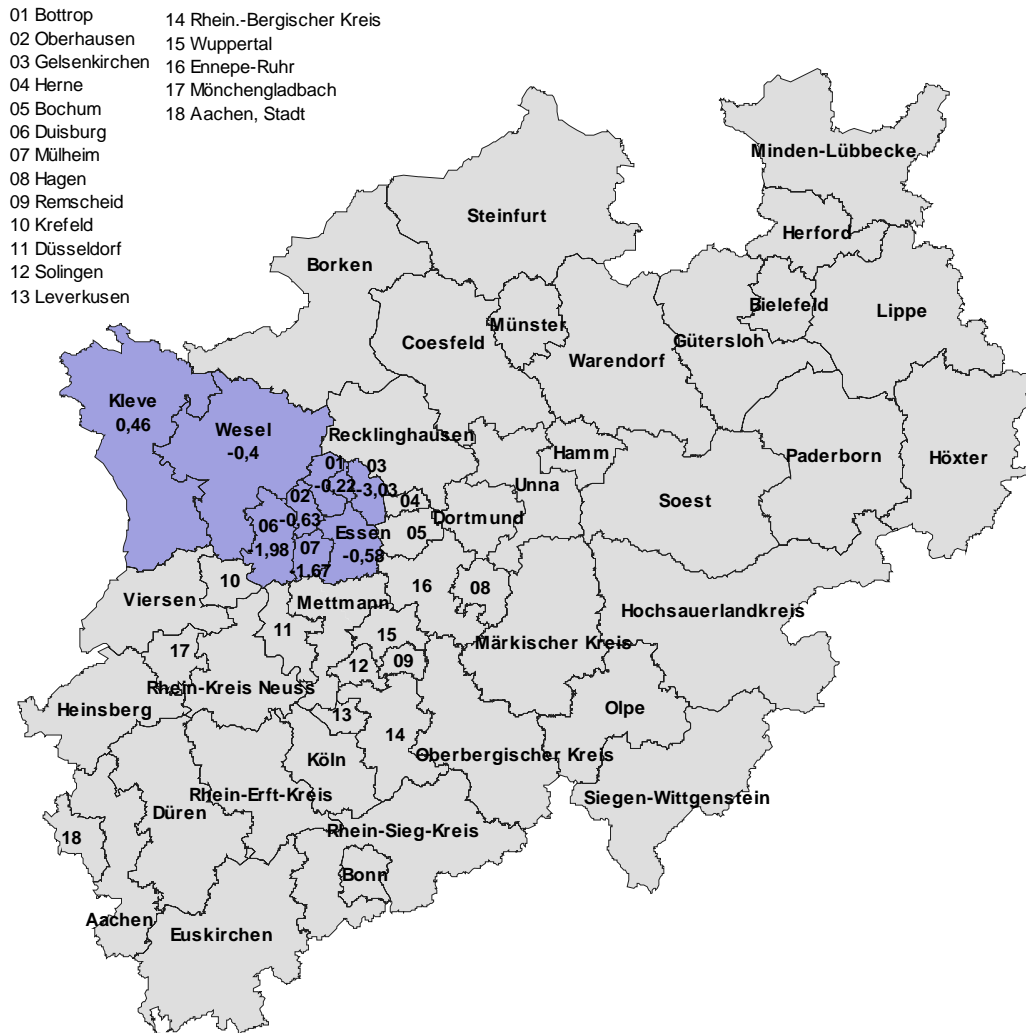 01 Bottrop
02 Oberhausen
03 Gelsenkirchen
04 Herne
05 Bochum
06 Duisburg
07 Mülheim
08 Hagen
09 Remscheid
10 Krefeld
11 Düsseldorf
12 Solingen
13 Leverkusen
14 Rhein.-Bergischer Kreis
15 Wuppertal
16 Ennepe-Ruhr
17 Mönchengladbach
18 Aachen, Stadt
Minden-Lübbecke
Steinfurt
Herford
Borken
Bielefeld
Lippe
Münster
Coesfeld
Gütersloh
Warendorf
Kleve
0,46
Wesel
-0,4
Recklinghausen
Hamm
Paderborn
Höxter
01
-0,22
03
-3,03
Unna
Soest
02
-0,63
04
Dortmund
06
-1,98
Essen
-0,58
05
07
-1,67
10
Viersen
Mettmann
16
08
Hochsauerlandkreis
11
15
Märkischer Kreis
17
12
09
Rhein-Kreis Neuss
Heinsberg
13
14
Olpe
Köln
Oberbergischer Kreis
Rhein-Erft-Kreis
Siegen-Wittgenstein
Düren
Rhein-Sieg-Kreis
18
Bonn
Aachen
Euskirchen